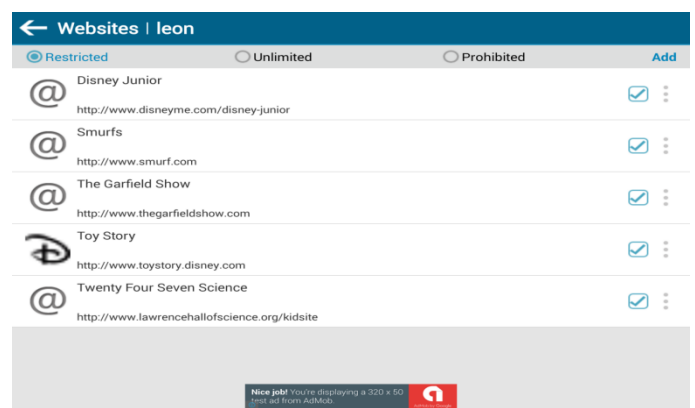 Websites | leon
Restricted Unlimited Prohibited Add
Disney Junior
http://www.disneyme.com/disney-junior
Smurfs
http://www.smurf.com
The Garfield Show
http://www.thegarfieldshow.com
Toy Story
http://www.toystory.disney.com
Twenty Four Seven Science
http://www.lawrencehallofscience.org/kidsite
Nice job! You're displaying a 320 x 50
test ad from AdMob